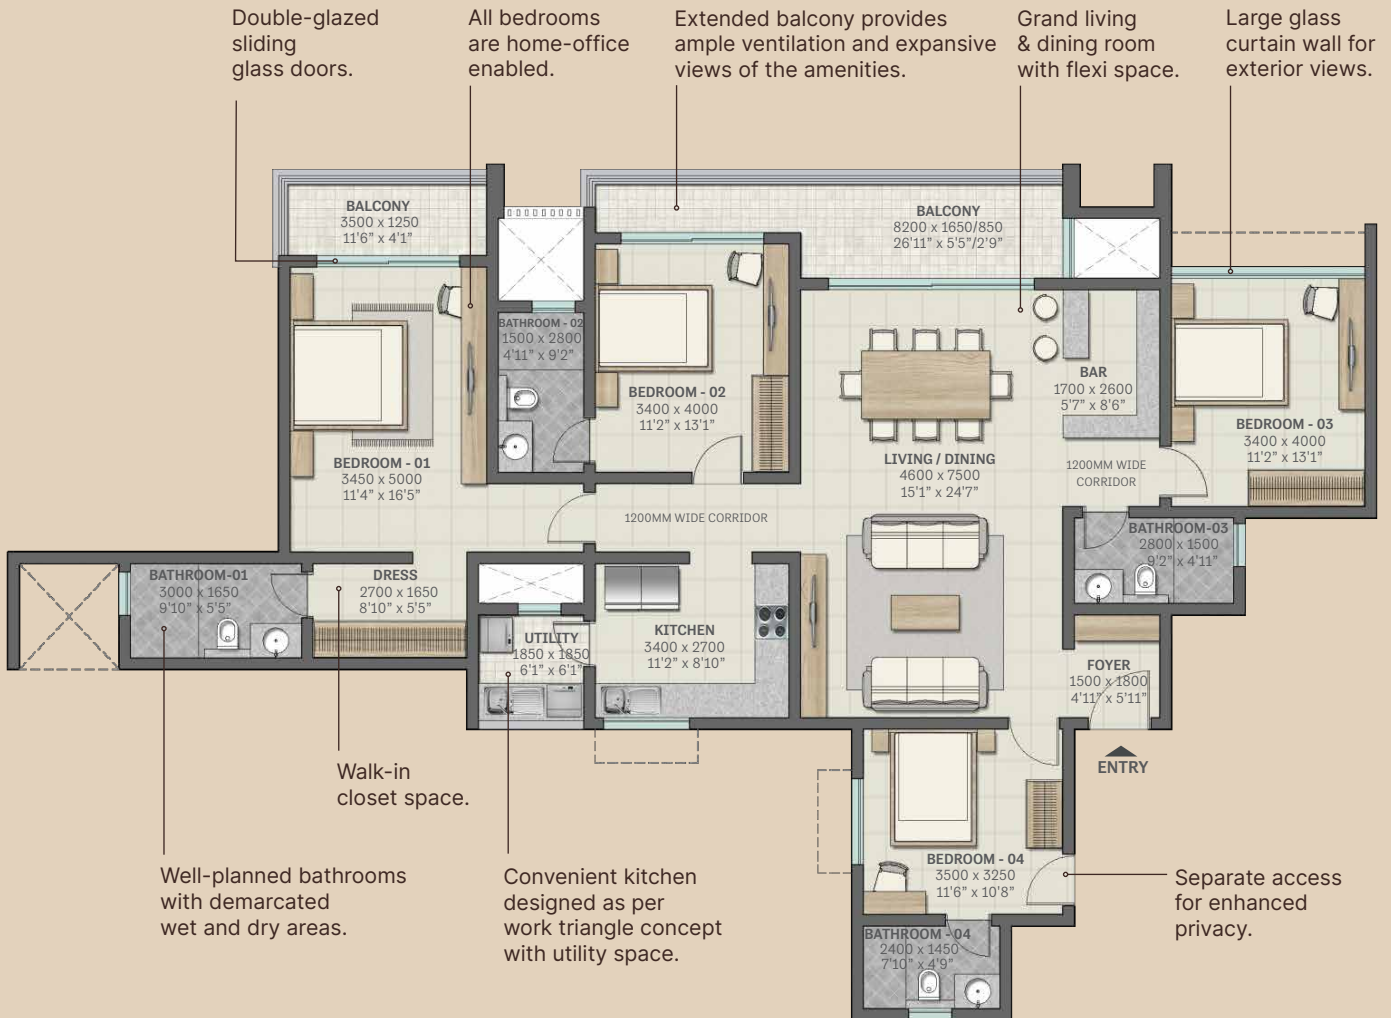 Double-glazed
sliding
glass doors.
All bedrooms
are home-office
enabled.
Extended balcony provides
ample ventilation and expansive
views of the amenities.
Grand living
& dining room
with flexi space.
Large glass
curtain wall for
exterior views.
BALCONY
3500 x 1250
11'6" x 4'1"
BALCONY
8200 x 1650/850
26'11" x 5'5"/2'9"
BATHROOM - 02
1500 x 2800
4'11" x 9'2"
BEDROOM - 02
3400 x 4000
11'2" x 13'1"
BAR
1700 x 2600
5'7" x 8'6"
BEDROOM - 03
3400 x 4000
11'2" x 13'1"
BEDROOM - 01
3450 x 5000
11'4" x 16'5"
LIVING / DINING
4600 x 7500
15'1" x 24'7"
1200MM WIDE
CORRIDOR
1200MM WIDE CORRIDOR
BATHROOM-03
2800 x 1500
9'2" x 4'11"
BATHROOM-01
3000 x 1650
9'10" x 5'5"
DRESS
2700 x 1650
8'10" x 5'5"
UTILITY
1850 x 1850
6'1" x 6'1"
KITCHEN
3400 x 2700
11'2" x 8'10"
FOYER
1500 x 1800
4'11" x 5'11"
ENTRY
Walk-in
closet space.
BEDROOM - 04
3500 x 3250
11'6" x 10'8"
BATHROOM - 04
2400 x 1450
7'10" x 4'9"
Well-planned bathrooms
with demarcated
wet and dry areas.
Convenient kitchen
designed as per
work triangle concept
with utility space.
Separate access
for enhanced
privacy.